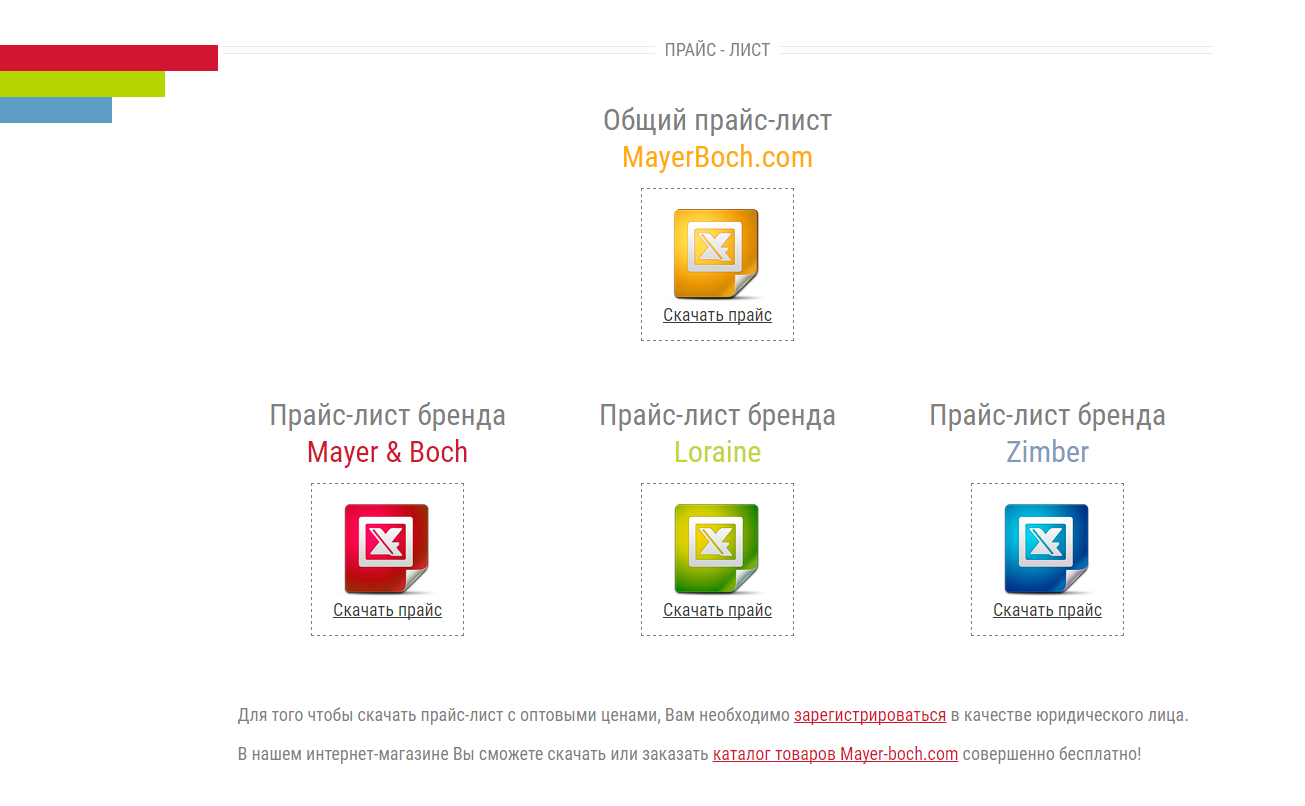 ПРАЙС - ЛИСТ
Общий прайс-лист
MayerBoch.com
Скачать прайс
Прайс-лист бренда
Mayer & Boch
Скачать прайс
Прайс-лист бренда
Loraine
Скачать прайс
Прайс-лист бренда
Zimber
Скачать прайс
Для того чтобы скачать прайс-лист с оптовыми ценами, Вам необходимо зарегистрироваться в качестве юридического лица.
В нашем интернет-магазине Вы сможете скачать или заказать каталог товаров Mayer-boch.com совершенно бесплатно!